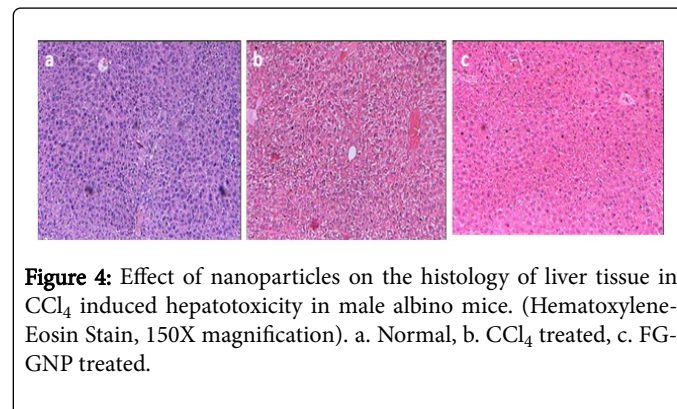 a b c
Figure 4: Effect of nanoparticles on the histology of liver tissue in
CCl₄ induced hepatotoxicity in male albino mice. (Hematoxylene-
Eosin Stain, 150X magnification). a. Normal, b. CCl₄ treated, c. FG-
GNP treated.